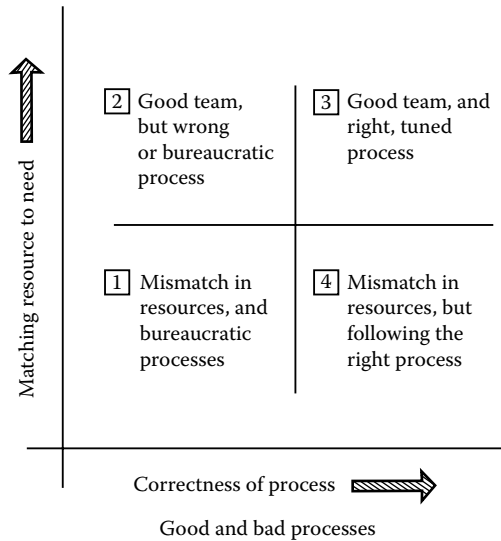 2 Good team,
but wrong
or bureaucratic
process
3 Good team, and
right, tuned
process
Matching resource to need
1 Mismatch in
resources, and
bureaucratic
processes
4 Mismatch in
resources, but
following the
right process
Correctness of process
Good and bad processes